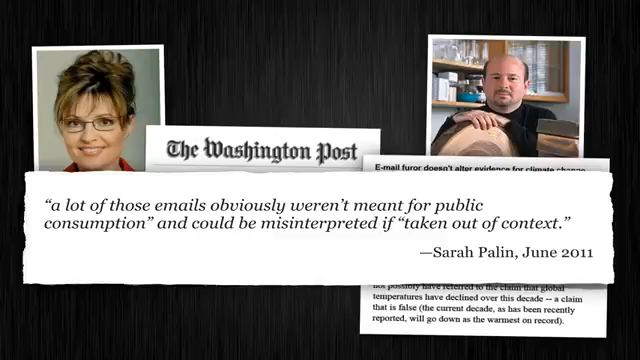 The Washington Post
E-mail furor doesn't alter evidence for climate change
“a lot of those emails obviously weren’t meant for public
consumption” and could be misinterpreted if “taken out of context.”
—Sarah Palin, June 2011
not possibly have referred to the claim that global
temperatures have declined over this decade -- a claim
that is false (the current decade, as has been recently
reported, will go down as the warmest on record).